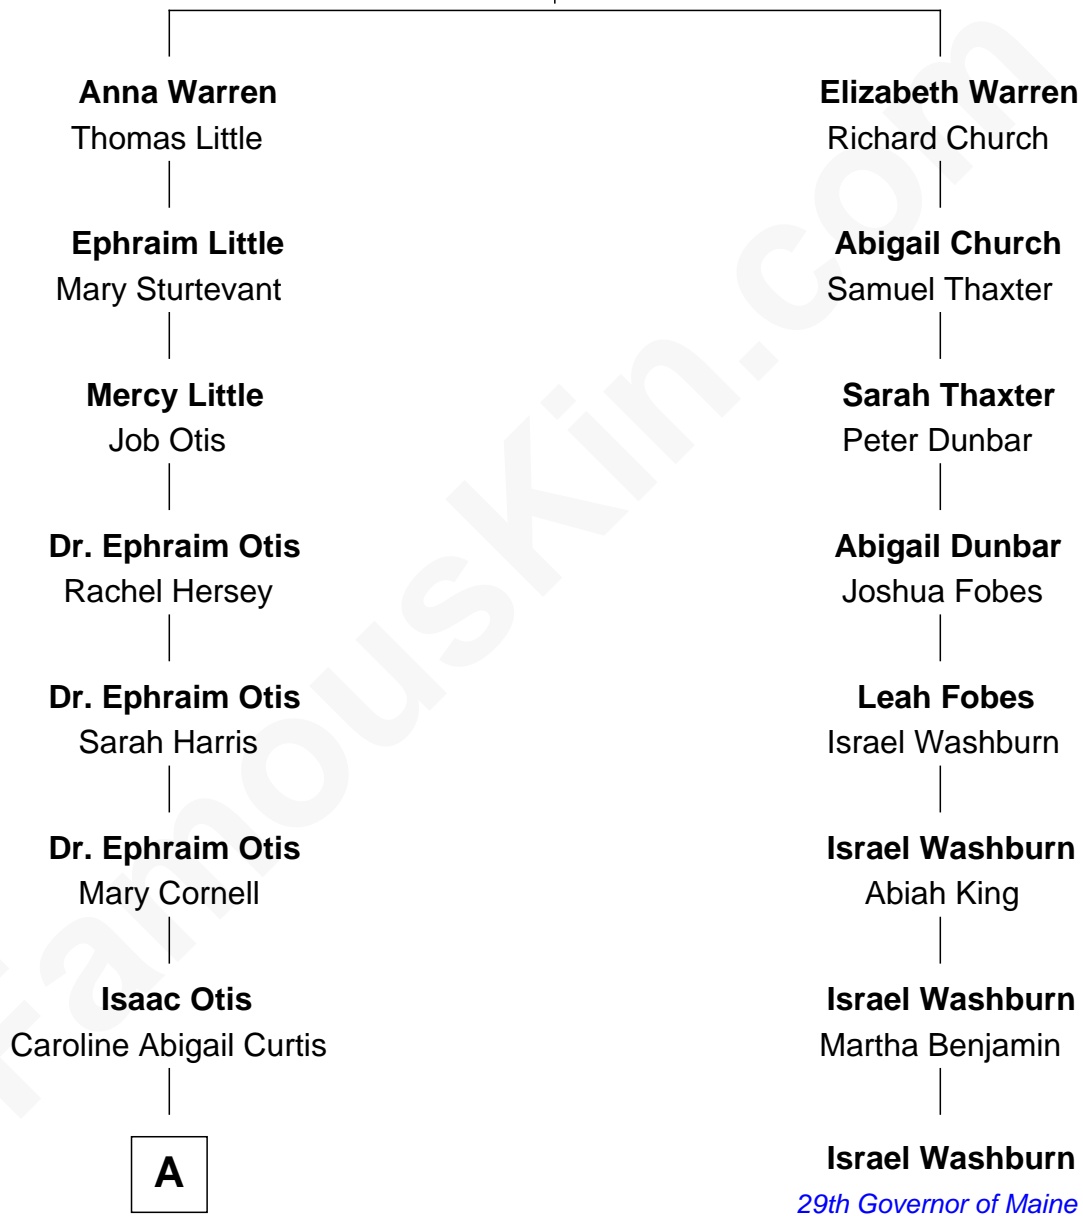 Anna Warren
Thomas Little
Ephraim Little
Mary Sturtevant
Mercy Little
Job Otis
Dr. Ephraim Otis
Rachel Hersey
Dr. Ephraim Otis
Sarah Harris
Dr. Ephraim Otis
Mary Cornell
Isaac Otis
Caroline Abigail Curtis
A
Elizabeth Warren
Richard Church
Abigail Church
Samuel Thaxter
Sarah Thaxter
Peter Dunbar
Abigail Dunbar
Joshua Fobes
Leah Fobes
Israel Washburn
Israel Washburn
Abiah King
Israel Washburn
Martha Benjamin
Israel Washburn
29th Governor of Maine
FamousKin.com